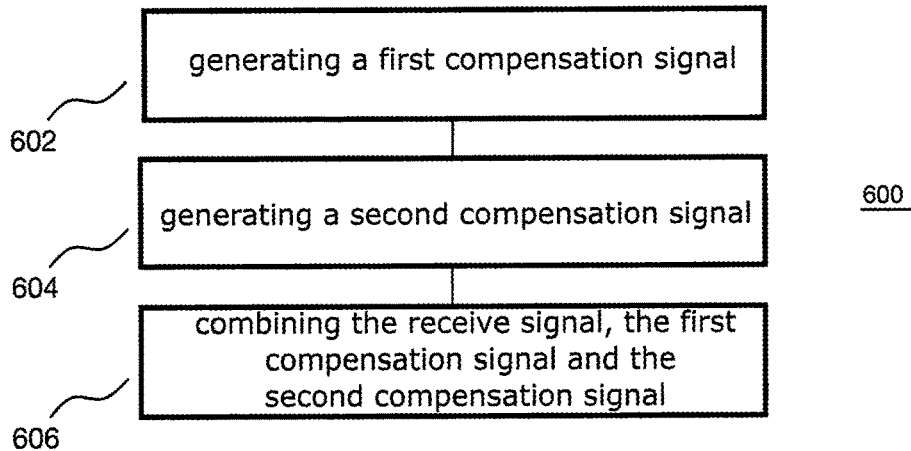 generating a first compensation signal
602
generating a second compensation signal
600
604
combining the receive signal, the first
compensation signal and the
second compensation signal
606